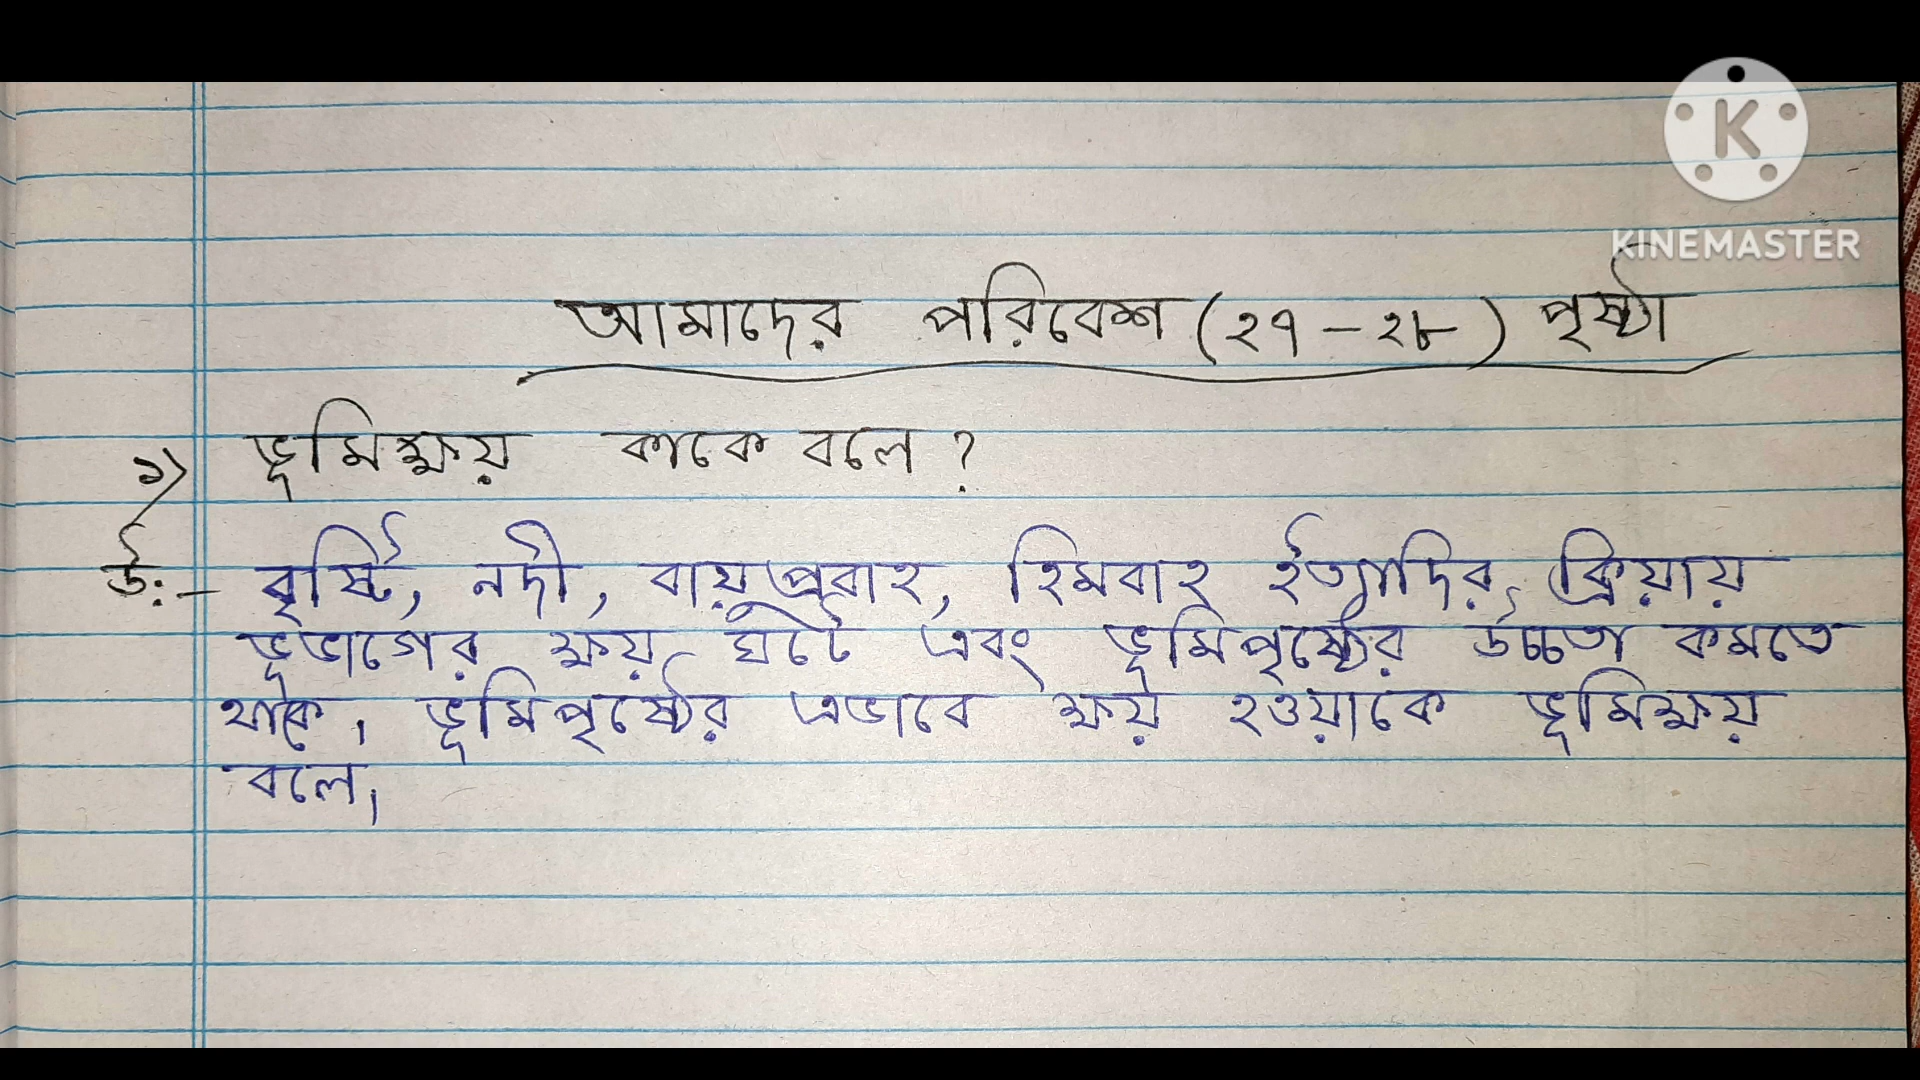 KINEMASTER
আমাদের পরিবেশ (২৭ - ২৮) পৃষ্ঠা
১) ভূমিক্ষয় কাকে বলে ?
উ:- বৃষ্টি, নদী, বায়ুপ্রবাহ, হিমবাহ ইত্যাদির ক্রিয়ায়
ভূভাগের ক্ষয় ঘটে এবং ভূমিপৃষ্ঠের উচ্চতা কমতে
থাকে। ভূমিপৃষ্ঠের এভাবে ক্ষয় হওয়াকে ভূমিক্ষয়
বলে।